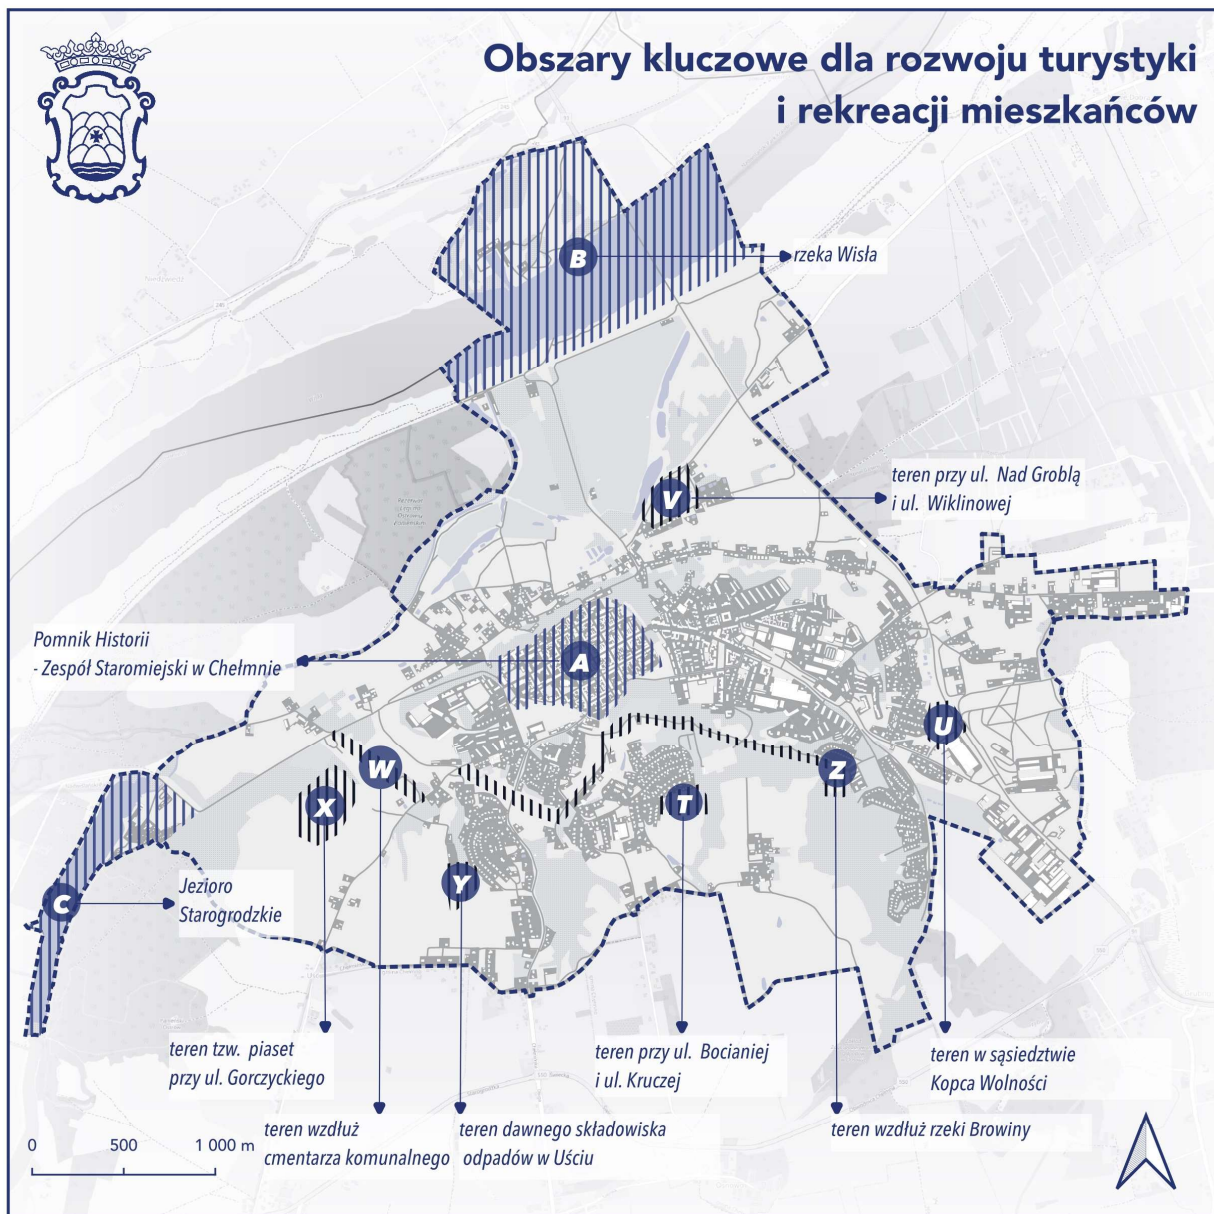 Obszary kluczowe dla rozwoju turystyki
i rekreacji mieszkańców
B
rzeka Wisła
teren przy ul. Nad Groblą
i ul. Wiklinowej
V
Pomnik Historii
- Zespół Staromiejski w Chełmnie
A
U
W
Z
X
T
Y
C
Jezioro
Starogrodzkie
teren tzw. piaset
przy ul. Gorczyckiego
teren przy ul. Bocianiej
i ul. Kruczej
teren w sąsiedztwie
Kopca Wolności
teren wzdłuż
cmentarza komunalnego
teren dawnego składowiska
odpadów w Uściu
teren wzdłuż rzeki Browiny
0 500 1 000 m